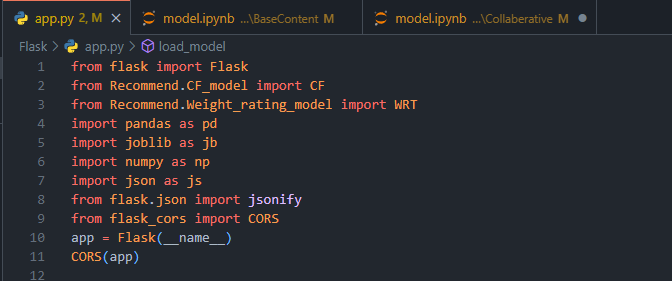 app.py 2, M model.ipynb ...\BaseContent M model.ipynb ...\Collaberative M
Flask > app.py > load_model
1 from flask import Flask
2 from Recommend.CF_model import CF
3 from Recommend.Weight_rating_model import WRT
4 import pandas as pd
5 import joblib as jb
6 import numpy as np
7 import json as js
8 from flask.json import jsonify
9 from flask_cors import CORS
10 app = Flask(__name__)
11 CORS(app)
12